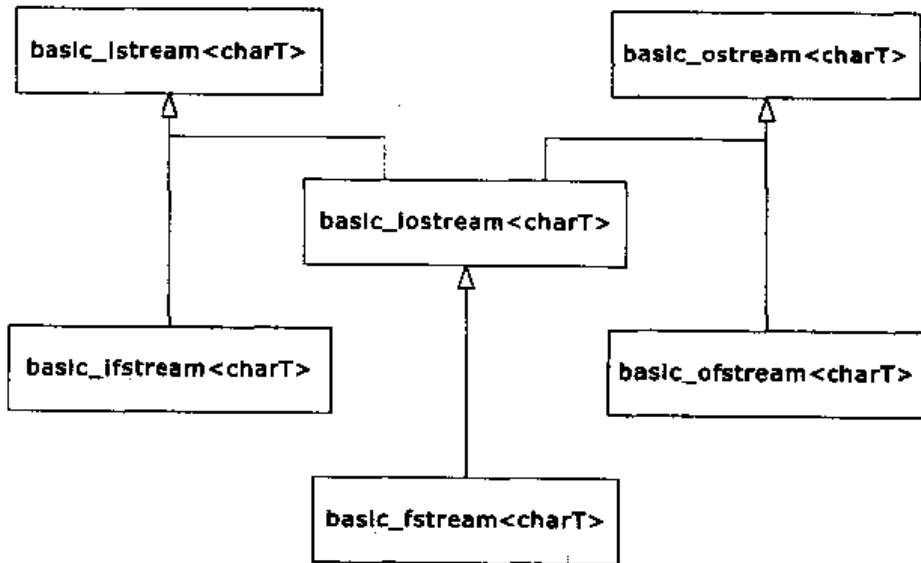 basic_istream<charT>
basic_ostream<charT>
basic_iostream<charT>
basic_ifstream<charT>
basic_ofstream<charT>
basic_fstream<charT>